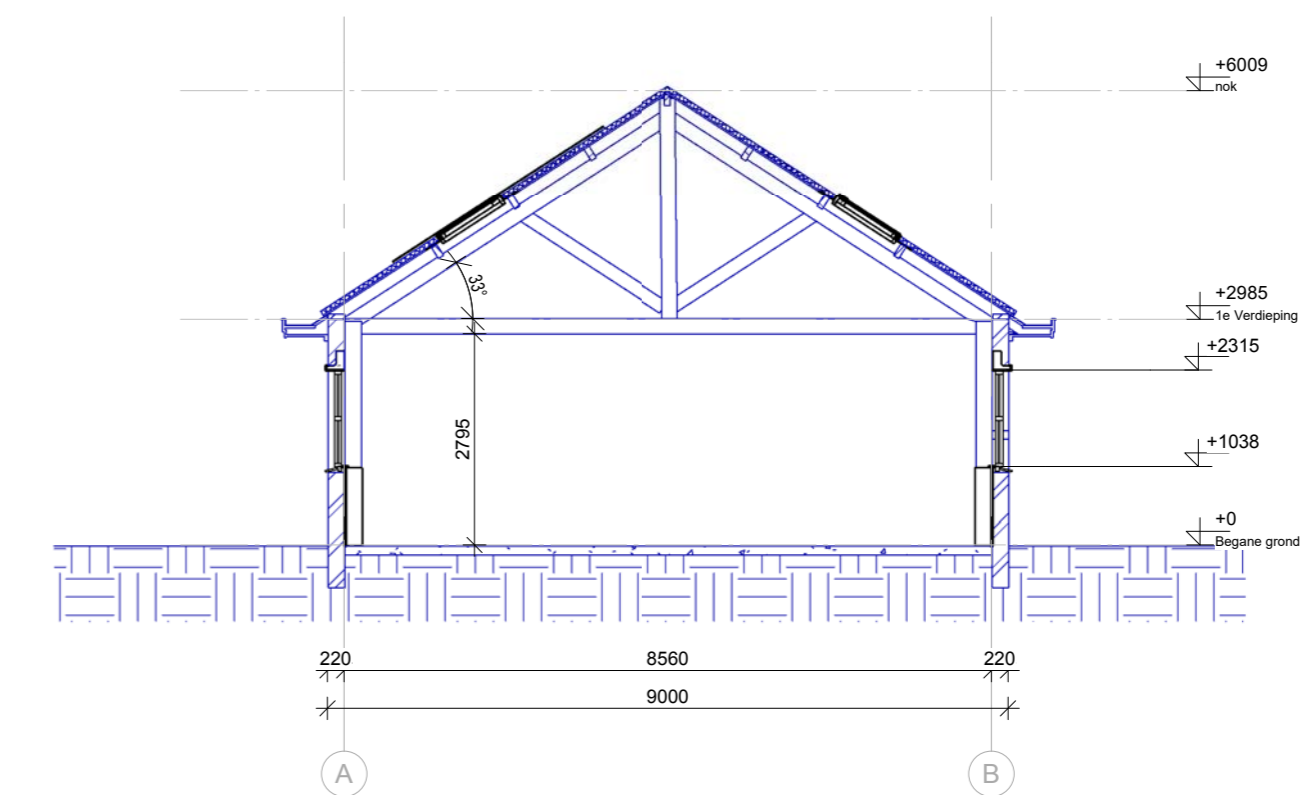 +6009
nok
33°
+2985
1e Verdieping
+2315
2795
+1038
+0
Begane grond
220 8560 220
9000
A B